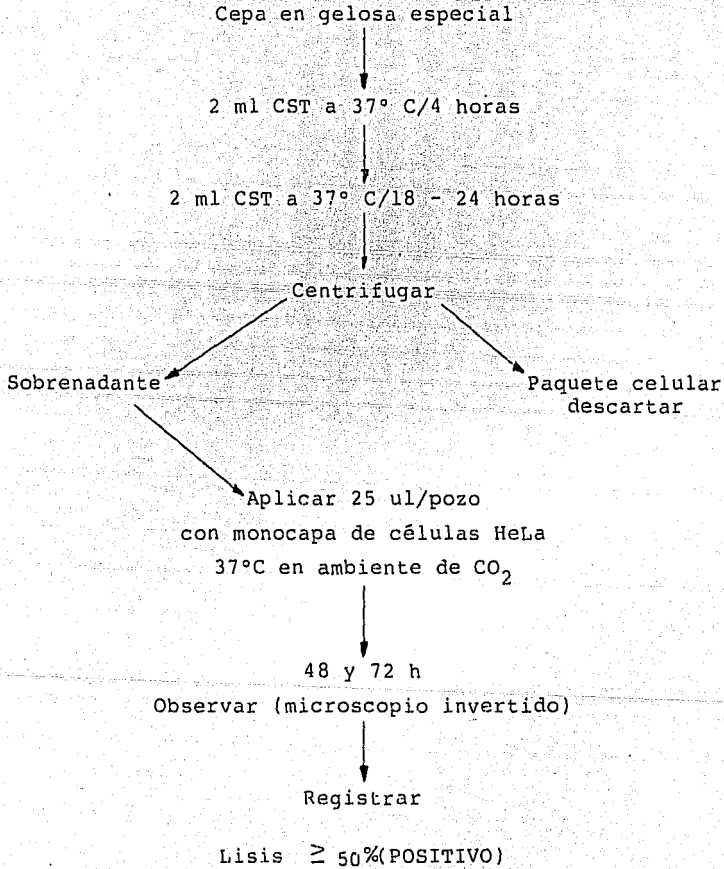 Cepa en gelosa especial
2 ml CST a 37° C/4 horas
2 ml CST a 37° C/18 - 24 horas
Centrifugar
Sobrenadante
Paquete celular
descartar
Aplicar 25 ul/pozo
con monocapa de células HeLa
37°C en ambiente de CO2
48 y 72 h
Observar (microscopio invertido)
Registrar
Lisis ≥ 50%(POSITIVO)